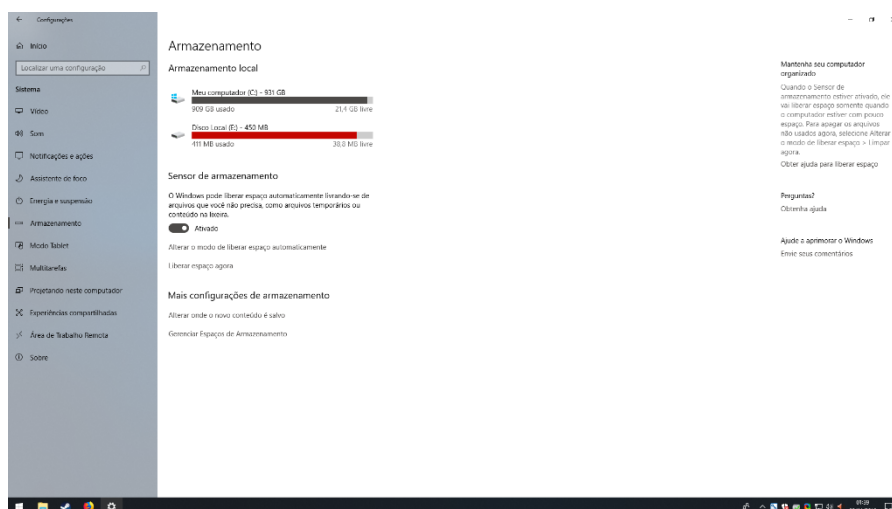 Configurações
Início
Localizar uma configuração
Sistema
Vídeo
Som
Notificações e ações
Assistente de foco
Energia e suspensão
Armazenamento
Modo Tablet
Multitarefas
Projetando neste computador
Experiências compartilhadas
Área de Trabalho Remota
Sobre
Armazenamento
Armazenamento local
Meu computador (C:) - 931 GB
909 GB usado 21,4 GB livre
Disco Local (E:) - 450 MB
411 MB usado 38,8 MB livre
Sensor de armazenamento
O Windows pode liberar espaço automaticamente livrando-se de
arquivos que você não precisa, como arquivos temporários ou
conteúdo na lixeira.
Ativado
Alterar o modo de liberar espaço automaticamente
Liberar espaço agora
Mais configurações de armazenamento
Alterar onde o novo conteúdo é salvo
Gerenciar Espaços de Armazenamento
Mantenha seu computador
organizado
Quando o Sensor de
armazenamento estiver ativado, ele
vai liberar espaço somente quando
o computador estiver com pouco
espaço. Para apagar os arquivos
não usados agora, selecione Alterar
o modo de liberar espaço > Limpar
agora.
Obter ajuda para liberar espaço
Perguntas?
Obtenha ajuda
Ajude a aprimorar o Windows
Envie seus comentários